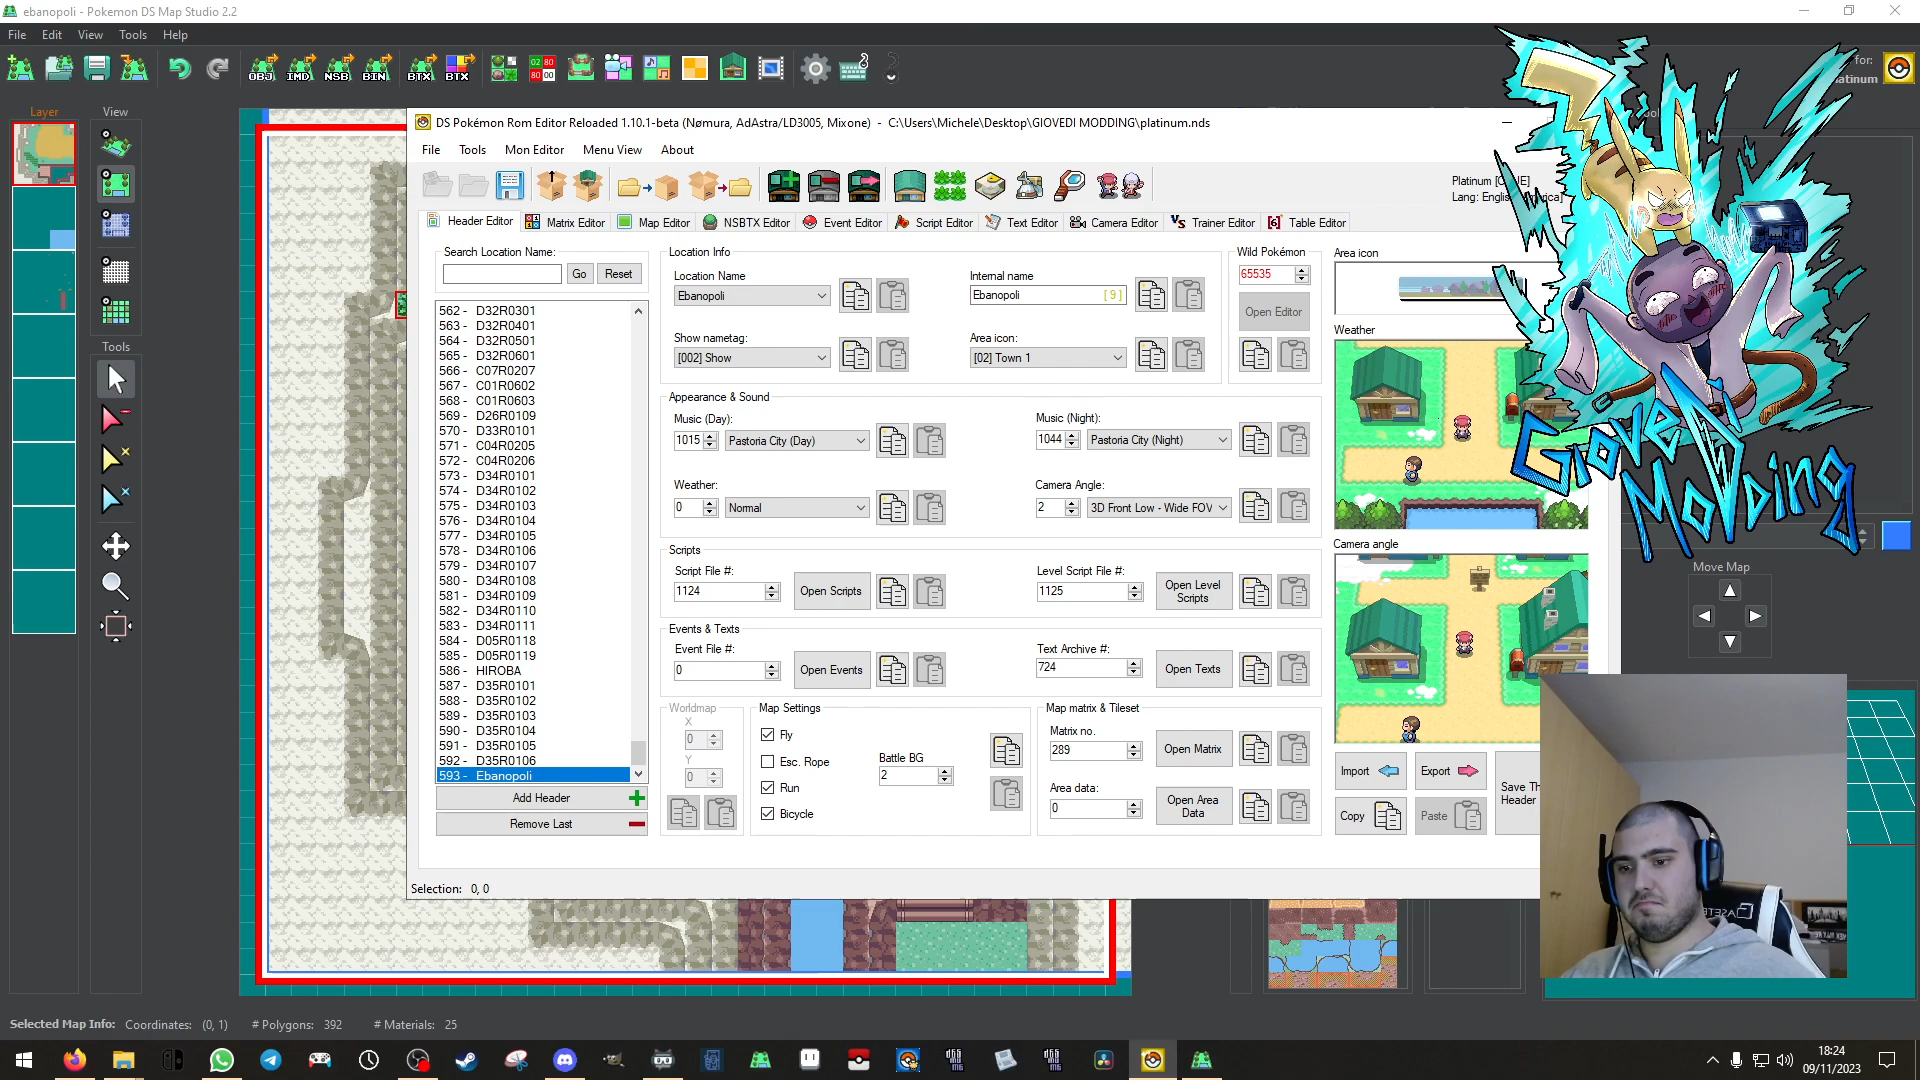 ebanopoli - Pokemon DS Map Studio 2.2
File Edit View Tools Help
OBJ IMD NSB BIN BTX BTX
for:
latinum
Layer
View
DS Pokémon Rom Editor Reloaded 1.10.1-beta (Nømura, AdAstra/LD3005, Mixone) - C:\Users\Michele\Desktop\GIOVEDI MODDING\platinum.nds
File Tools Mon Editor Menu View About
Platinum [
Lang: Englis
Header Editor Matrix Editor Map Editor NSBTX Editor Event Editor Script Editor Text Editor Camera Editor Trainer Editor Table Editor
Search Location Name:
Go Reset
562 - D32R0301
563 - D32R0401
564 - D32R0501
565 - D32R0601
566 - C07R0207
567 - C01R0602
568 - C01R0603
569 - D26R0109
570 - D33R0101
571 - C04R0205
572 - C04R0206
573 - D34R0101
574 - D34R0102
575 - D34R0103
576 - D34R0104
577 - D34R0105
578 - D34R0106
579 - D34R0107
580 - D34R0108
581 - D34R0109
582 - D34R0110
583 - D34R0111
584 - D05R0118
585 - D05R0119
586 - HIROBA
587 - D35R0101
588 - D35R0102
589 - D35R0103
590 - D35R0104
591 - D35R0105
592 - D35R0106
593 - Ebanopoli
Add Header
Remove Last
Location Info
Location Name
Ebanopoli
Internal name
Ebanopoli [ 9 ]
Show nametag:
[002] Show
Area icon:
[02] Town 1
Wild Pokémon
65535
Open Editor
Area icon
Weather
Appearance & Sound
Music (Day):
1015 Pastoria City (Day)
Music (Night):
1044 Pastoria City (Night)
Weather:
0 Normal
Camera Angle:
2 3D Front Low - Wide FOV
Scripts
Script File #:
1124 Open Scripts
Level Script File #:
1125 Open Level Scripts
Events & Texts
Event File #:
0 Open Events
Text Archive #:
724 Open Texts
Worldmap
X
0
Y
0
Map Settings
Fly
Esc. Rope
Run
Bicycle
Battle BG
2
Map matrix & Tileset
Matrix no.
289 Open Matrix
Area data:
0 Open Area Data
Camera angle
Import Export
Copy Paste
Save Th
Header
Selection: 0, 0
Tools
GiOVEDì
MODDING
Move Map
Selected Map Info: Coordinates: (0, 1) # Polygons: 392 # Materials: 25
18:24
09/11/2023